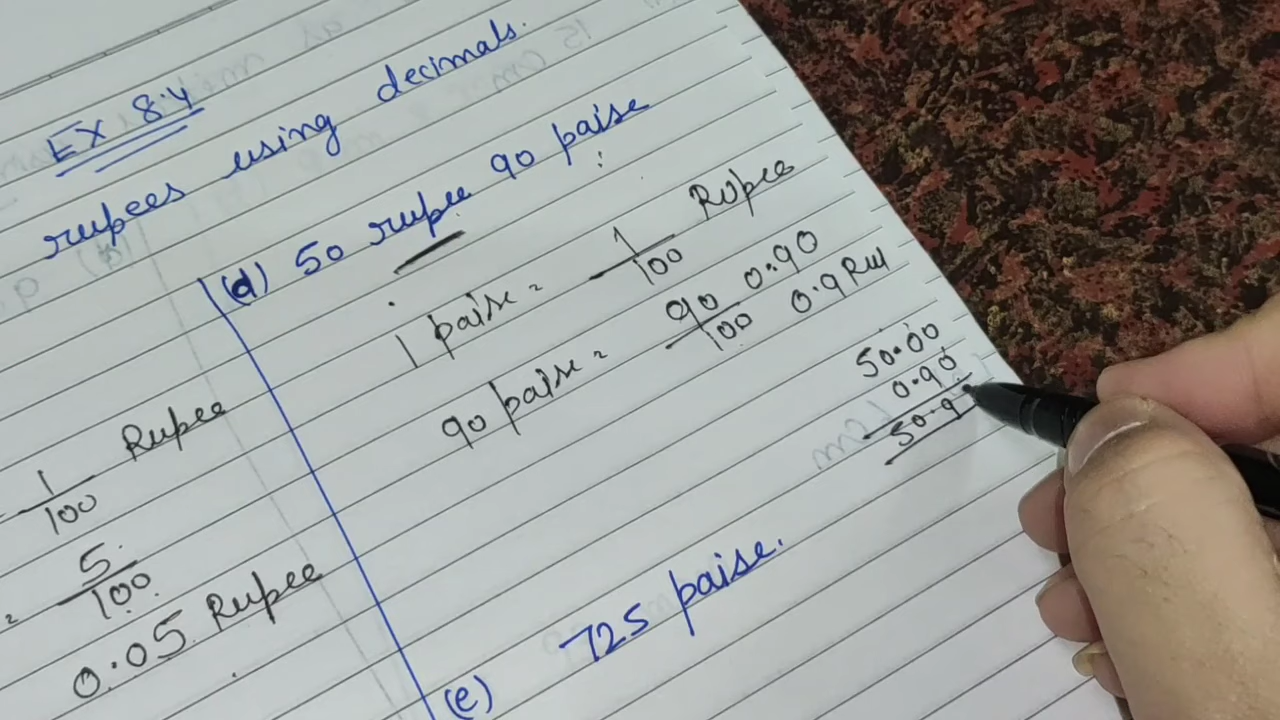 EX 8.4
rupees using decimals.
(d) 50 rupee 90 paise
1 paise = 1/100 Rupee
90 paise = 90/100 0.90
0.9 Ru
50.00
0.90
50.9
1/100 Rupee
= 5/100
0.05 Rupee
(e) 725 paise.